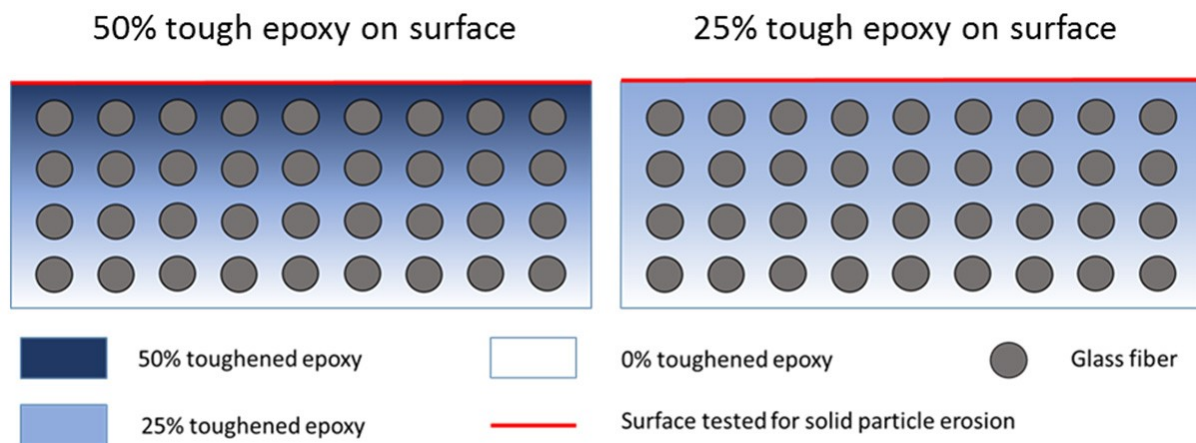 50% tough epoxy on surface
25% tough epoxy on surface
50% toughened epoxy
0% toughened epoxy
Glass fiber
25% toughened epoxy
Surface tested for solid particle erosion